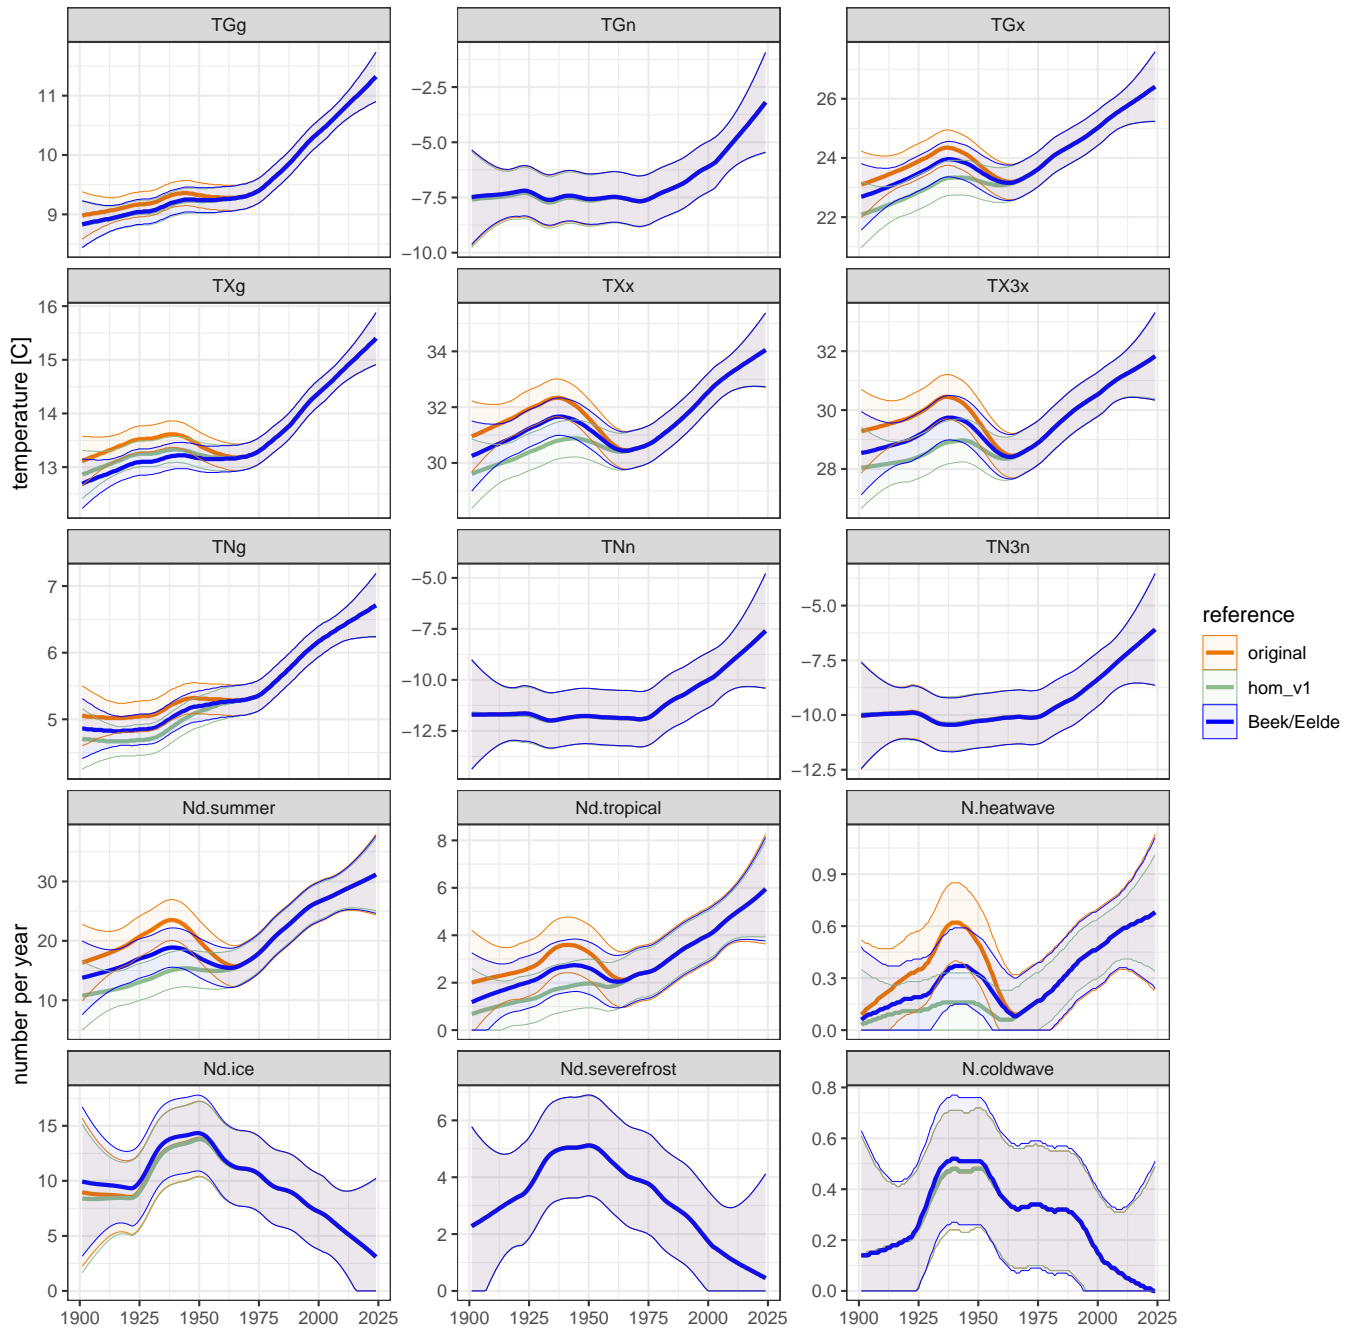 TGg
TGn
TGx
11
10
9
−2.5
−5.0
−7.5
−10.0
26
24
22
TXg
TXx
TX3x
16
15
14
13
34
32
30
32
30
28
temperature [C]
TNg
TNn
TN3n
7
6
5
−5.0
−7.5
−10.0
−12.5
−5.0
−7.5
−10.0
−12.5
reference
original
hom_v1
Beek/Eelde
Nd.summer
Nd.tropical
N.heatwave
30
20
10
8
6
4
2
0
0.9
0.6
0.3
0.0
number per year
Nd.ice
Nd.severefrost
N.coldwave
15
10
5
0
6
4
2
0
0.8
0.6
0.4
0.2
0.0
1900 1925 1950 1975 2000 2025
1900 1925 1950 1975 2000 2025
1900 1925 1950 1975 2000 2025